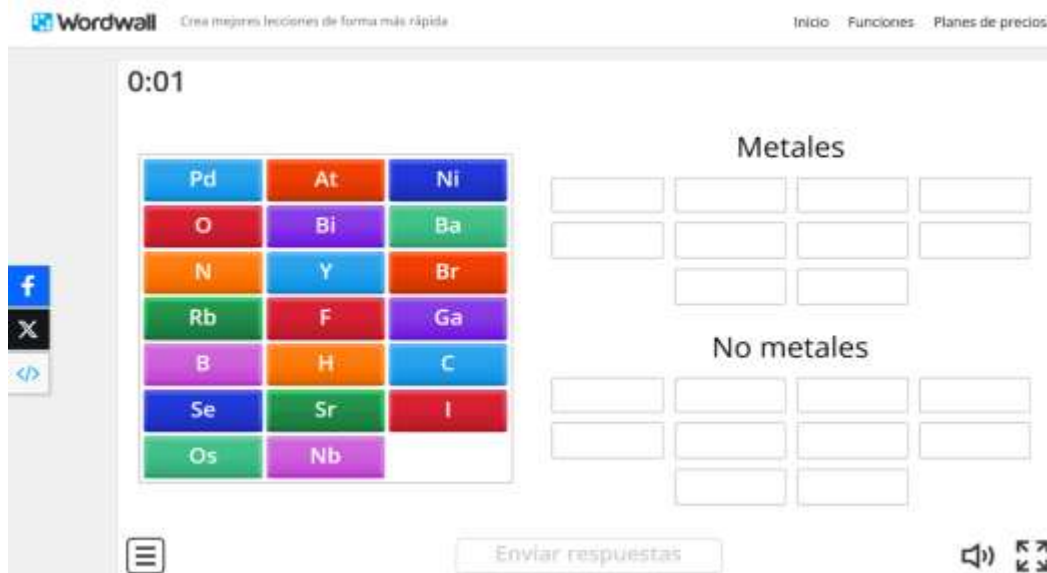 Wordwall Crea mejores lecciones de forma más rápida Inicio Funciones Planes de precios
0:01
Metales
Pd At Ni
O Bi Ba
N Y Br
Rb F Ga
B H C
Se Sr I
Os Nb
No metales
Enviar respuestas